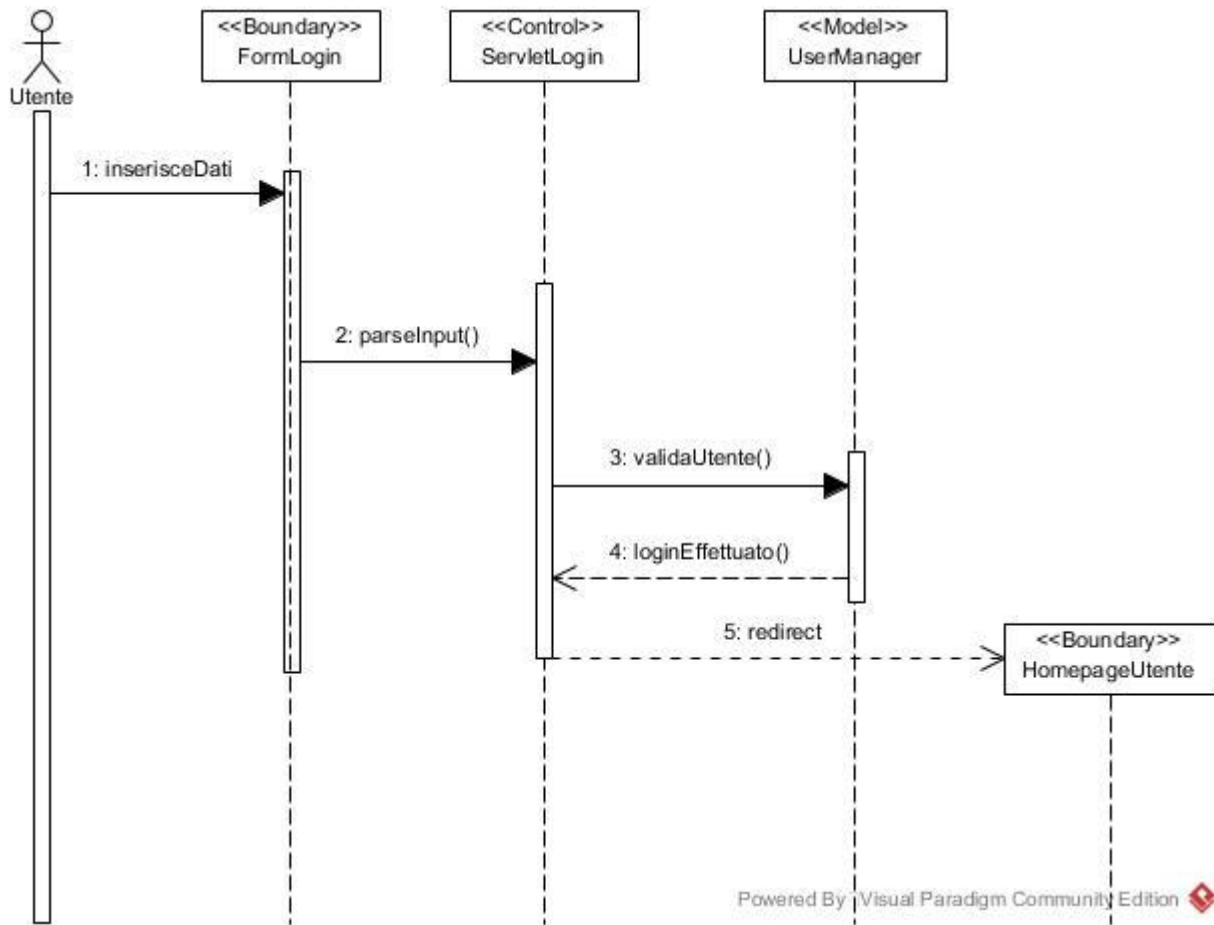 <<Boundary>>
FormLogin
<<Control>>
ServletLogin
<<Model>>
UserManager
Utente
1: inserisceDati
2: parseInput()
3: validaUtente()
4: loginEffettuato()
5: redirect
<<Boundary>>
HomepageUtente
Powered By Visual Paradigm Community Edition